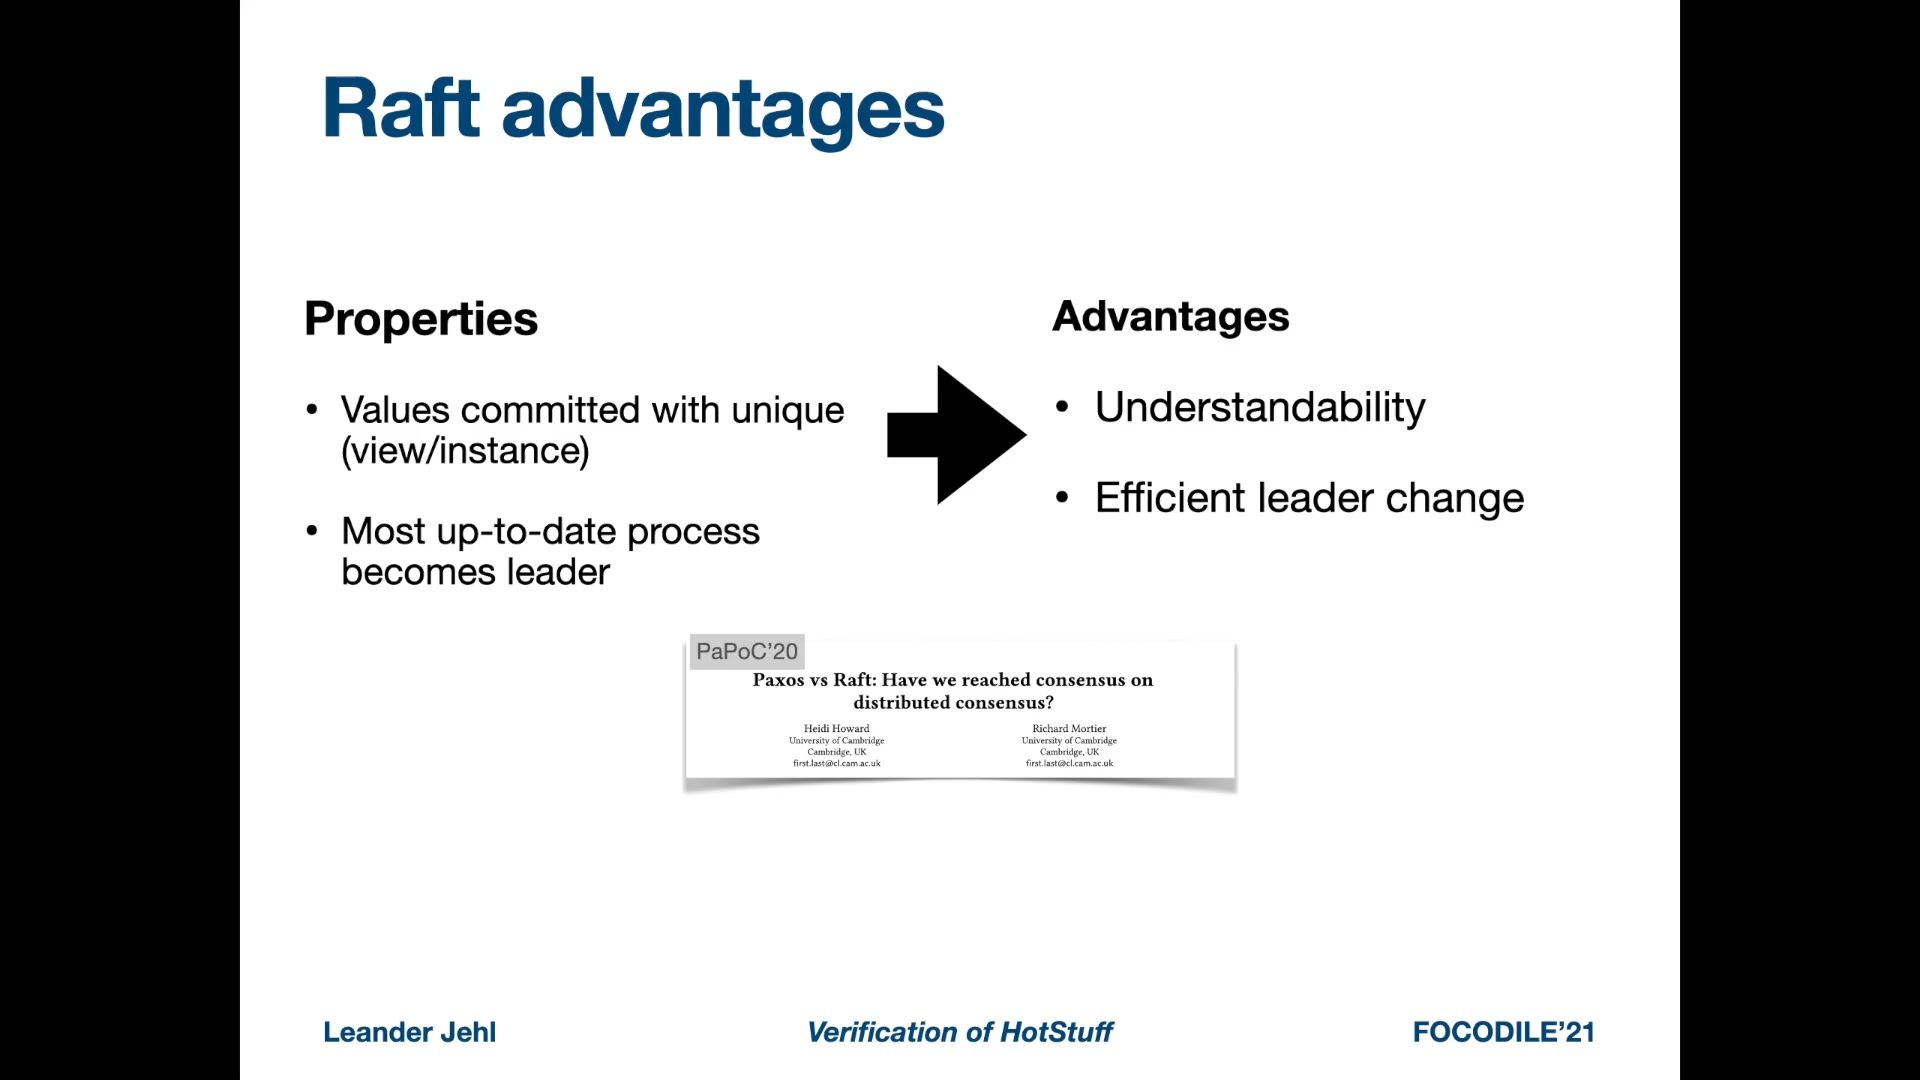 Raft advantages
Properties
• Values committed with unique
(view/instance)
• Most up-to-date process
becomes leader
Advantages
• Understandability
• Efficient leader change
PaPoC’20
Paxos vs Raft: Have we reached consensus on
distributed consensus?
Heidi Howard
University of Cambridge
Cambridge, UK
first.last@cl.cam.ac.uk
Richard Mortier
University of Cambridge
Cambridge, UK
first.last@cl.cam.ac.uk
Leander Jehl
Verification of HotStuff
FOCODILE’21